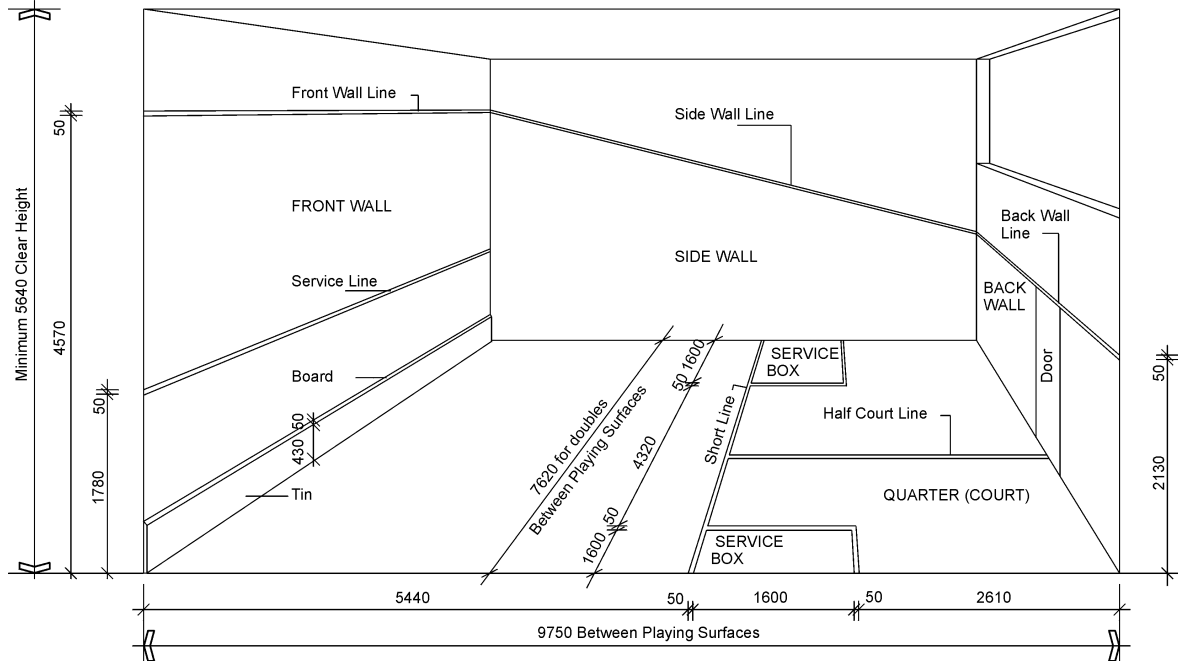 Front Wall Line
50
Side Wall Line
Minimum 5640 Clear Height
FRONT WALL
Back Wall
Line
SIDE WALL
Service Line
BACK
WALL
4570
SERVICE
BOX
1600
50
Door
50
Board
50
Short Line
7620 for doubles
Between Playing Surfaces
Half Court Line
4320
50
430
1780
2130
Tin
QUARTER (COURT)
50
1600
SERVICE
BOX
5440
50
1600
50
2610
9750 Between Playing Surfaces